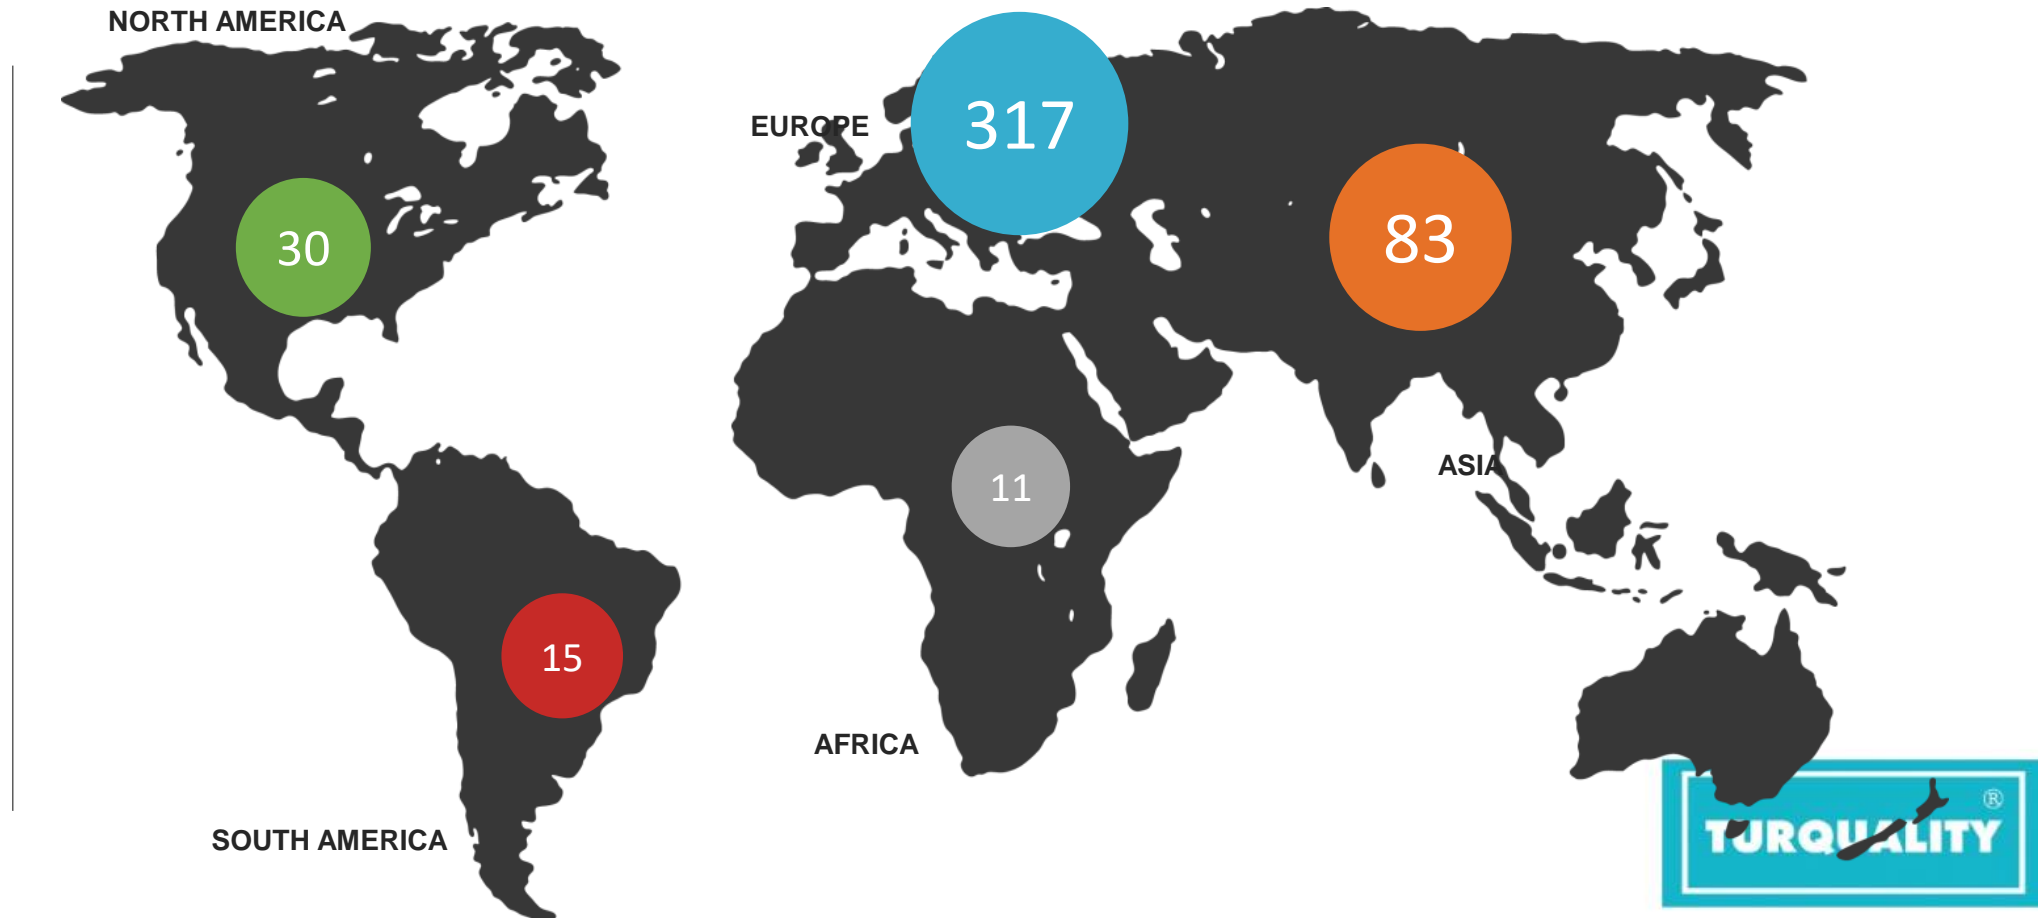 NORTH AMERICA
EUROPE
317
30
83
ASIA
11
15
AFRICA
SOUTH AMERICA
®
TURQUALITY